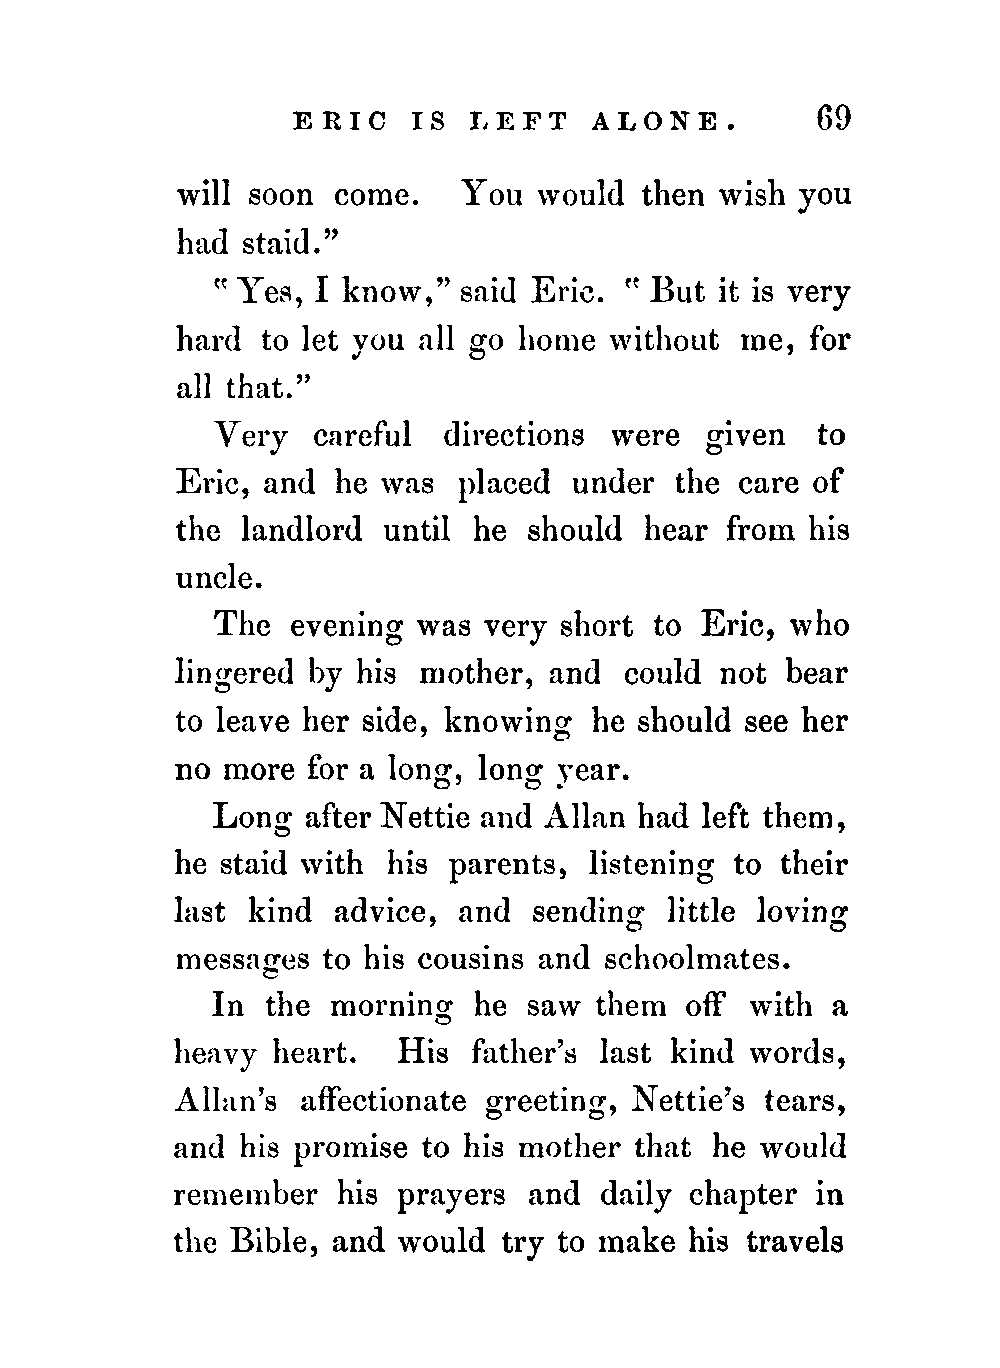 ERIC IS LEFT ALONE. 69
will soon come. You would then wish you
had staid.”
“Yes, I know,” said Eric. “But it is very
hard to let you all go home without me, for
all that.”
Very careful directions were given to
Eric, and he was placed under the care of
the landlord until he should hear from his
uncle.
The evening was very short to Eric, who
lingered by his mother, and could not bear
to leave her side, knowing he should see her
no more for a long, long year.
Long after Nettie and Allan had left them,
he staid with his parents, listening to their
last kind advice, and sending little loving
messages to his cousins and schoolmates.
In the morning he saw them off with a
heavy heart. His father’s last kind words,
Allan’s affectionate greeting, Nettie’s tears,
and his promise to his mother that he would
remember his prayers and daily chapter in
the Bible, and would try to make his travels